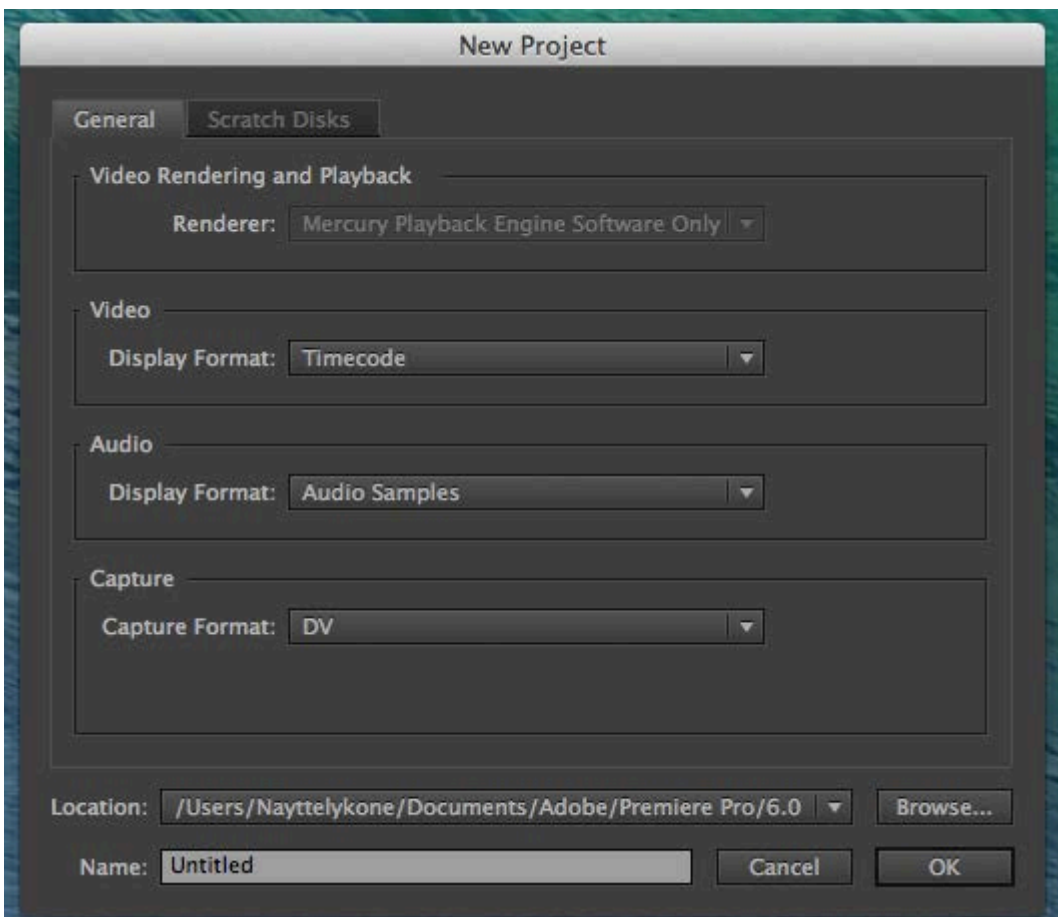 New Project
General
Scratch Disks
Video Rendering and Playback
Renderer: Mercury Playback Engine Software Only
Video
Display Format: Timecode
Audio
Display Format: Audio Samples
Capture
Capture Format: DV
Location: /Users/Nayttelykone/Documents/Adobe/Premiere Pro/6.0 Browse...
Name: Untitled Cancel OK